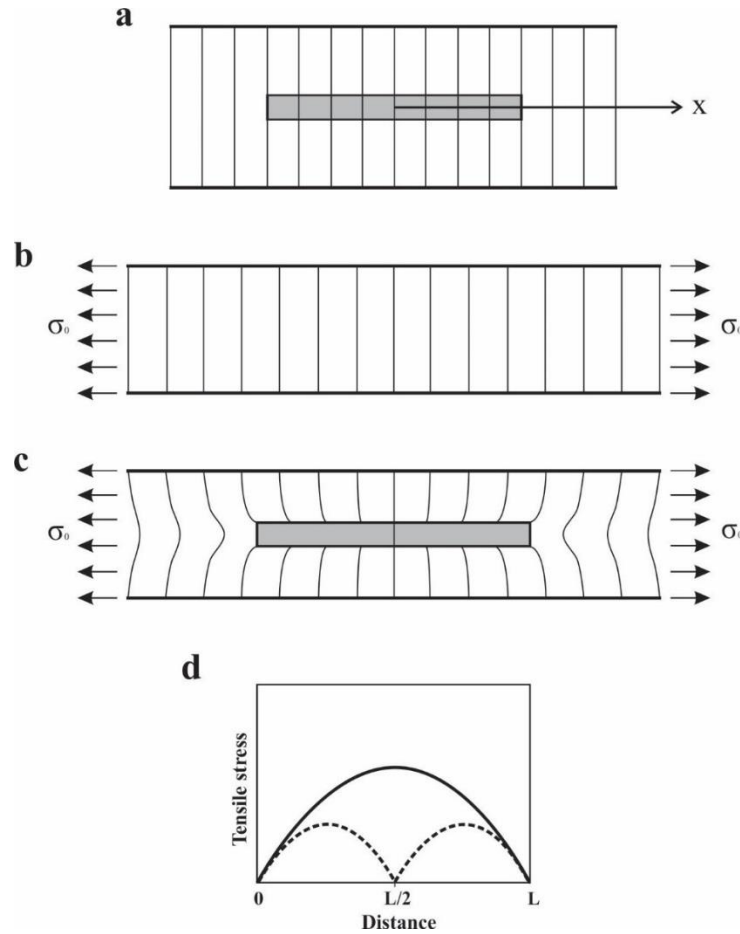 a
X
b
σ₀
σ₀
c
σ₀
σ₀
d
Tensile stress
0
L/2
L
Distance